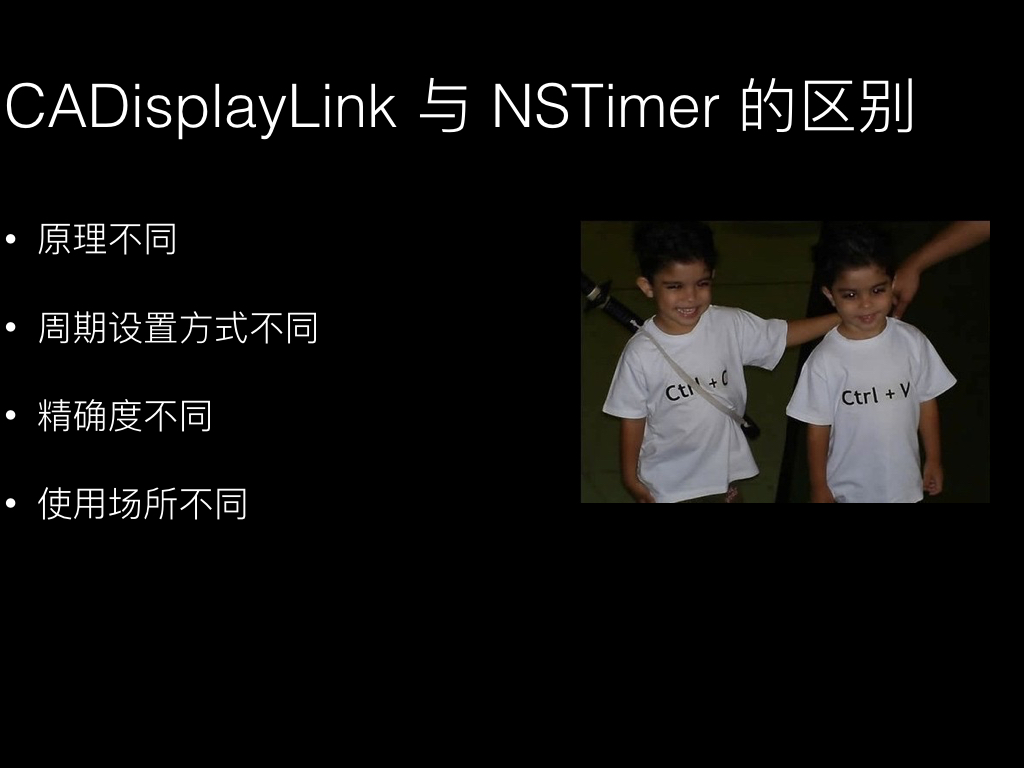 CADisplayLink 与 NSTimer 的区别
• 原理不同
• 周期设置方式不同
• 精确度不同
• 使用场所不同
Ctrl + C
Ctrl + V